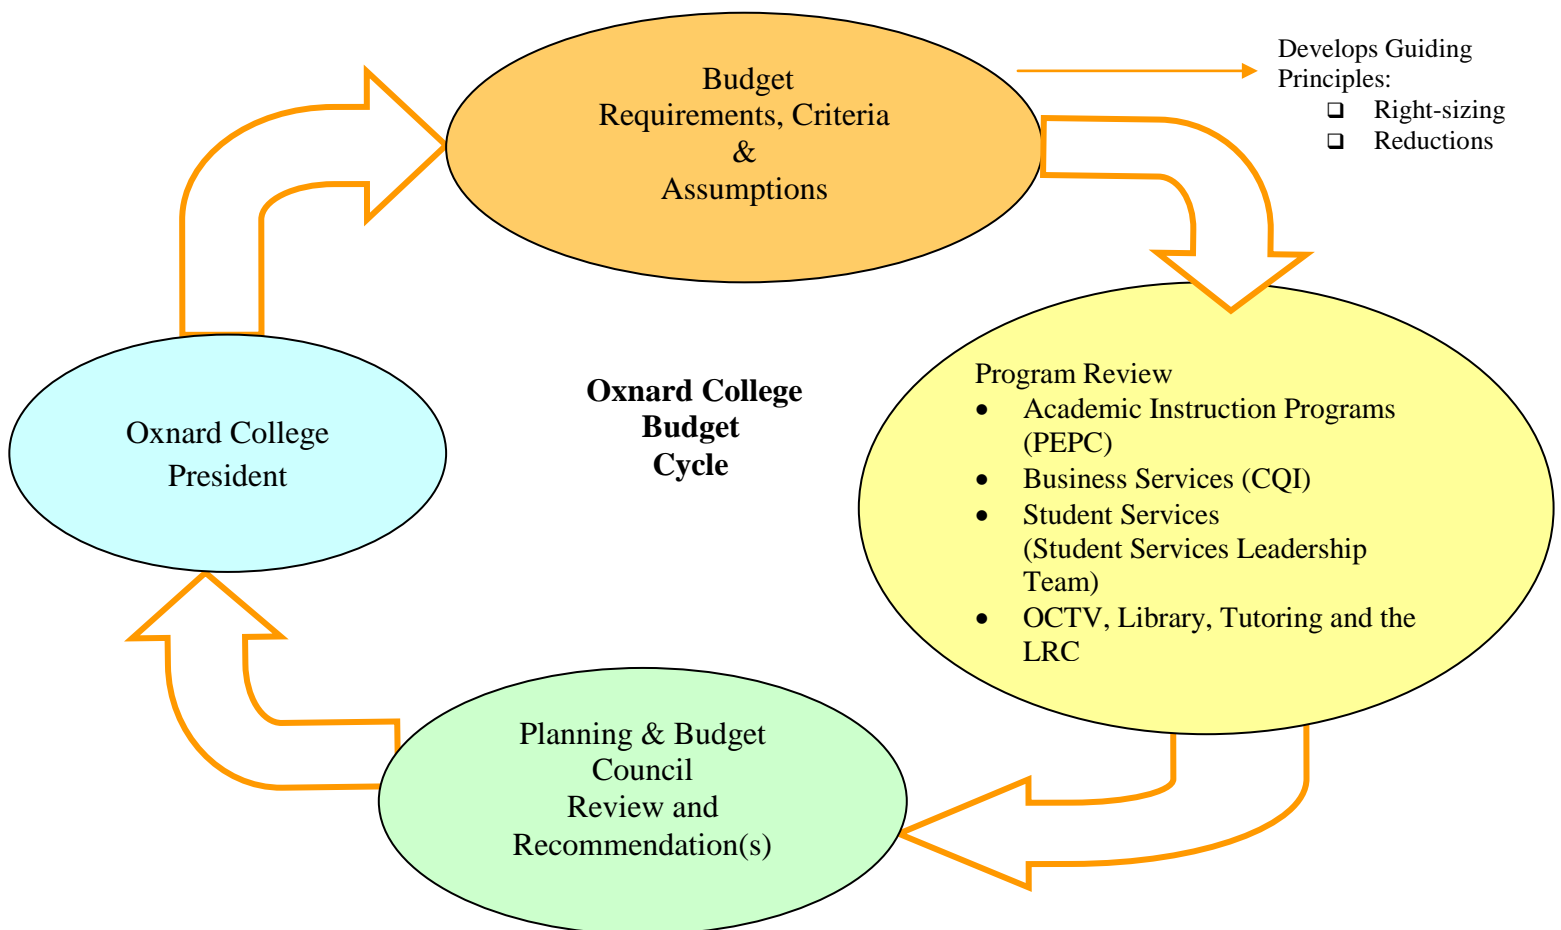 Budget
Requirements, Criteria
&
Assumptions
Develops Guiding
Principles:
❑ Right-sizing
❑ Reductions
Program Review
• Academic Instruction Programs
(PEPC)
• Business Services (CQI)
• Student Services
(Student Services Leadership
Team)
• OCTV, Library, Tutoring and the
LRC
Planning & Budget
Council
Review and
Recommendation(s)
Oxnard College
President
Oxnard College
Budget
Cycle